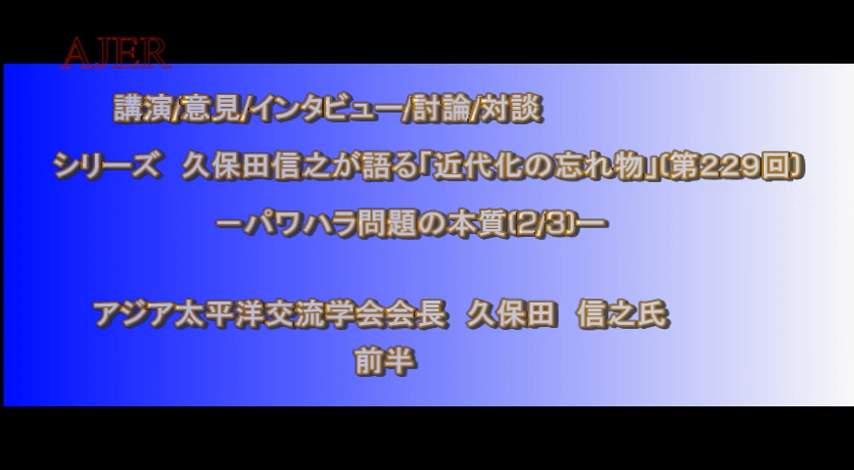 AJER
講演/意見/インタビュー/討論/対談
シリーズ 久保田信之が語る「近代化の忘れ物」(第229回)
ーパワハラ問題の本質(2/3)ー
アジア太平洋交流学会会長 久保田 信之氏
前半